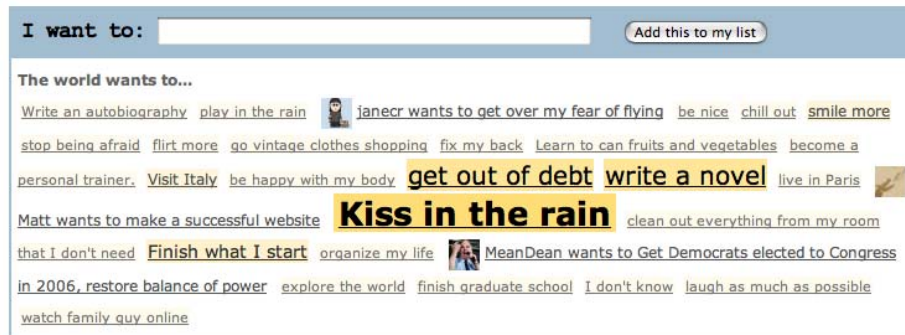 I want to: Add this to my list
The world wants to...
Write an autobiography play in the rain janecr wants to get over my fear of flying be nice chill out smile more
stop being afraid flirt more go vintage clothes shopping fix my back Learn to can fruits and vegetables become a
personal trainer. Visit Italy be happy with my body get out of debt write a novel live in Paris
Matt wants to make a successful website Kiss in the rain clean out everything from my room
that I don't need Finish what I start organize my life MeanDean wants to Get Democrats elected to Congress
in 2006, restore balance of power explore the world finish graduate school I don't know laugh as much as possible
watch family guy online